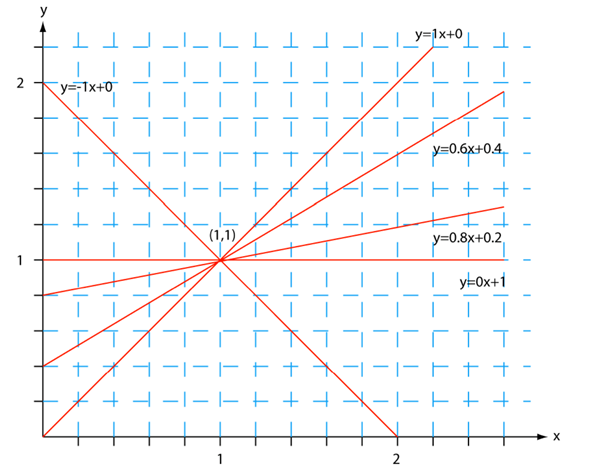 y
y=1x+0
2
y=-1x+0
y=0.6x+0.4
(1,1)
y=0.8x+0.2
1
y=0x+1
x
1
2